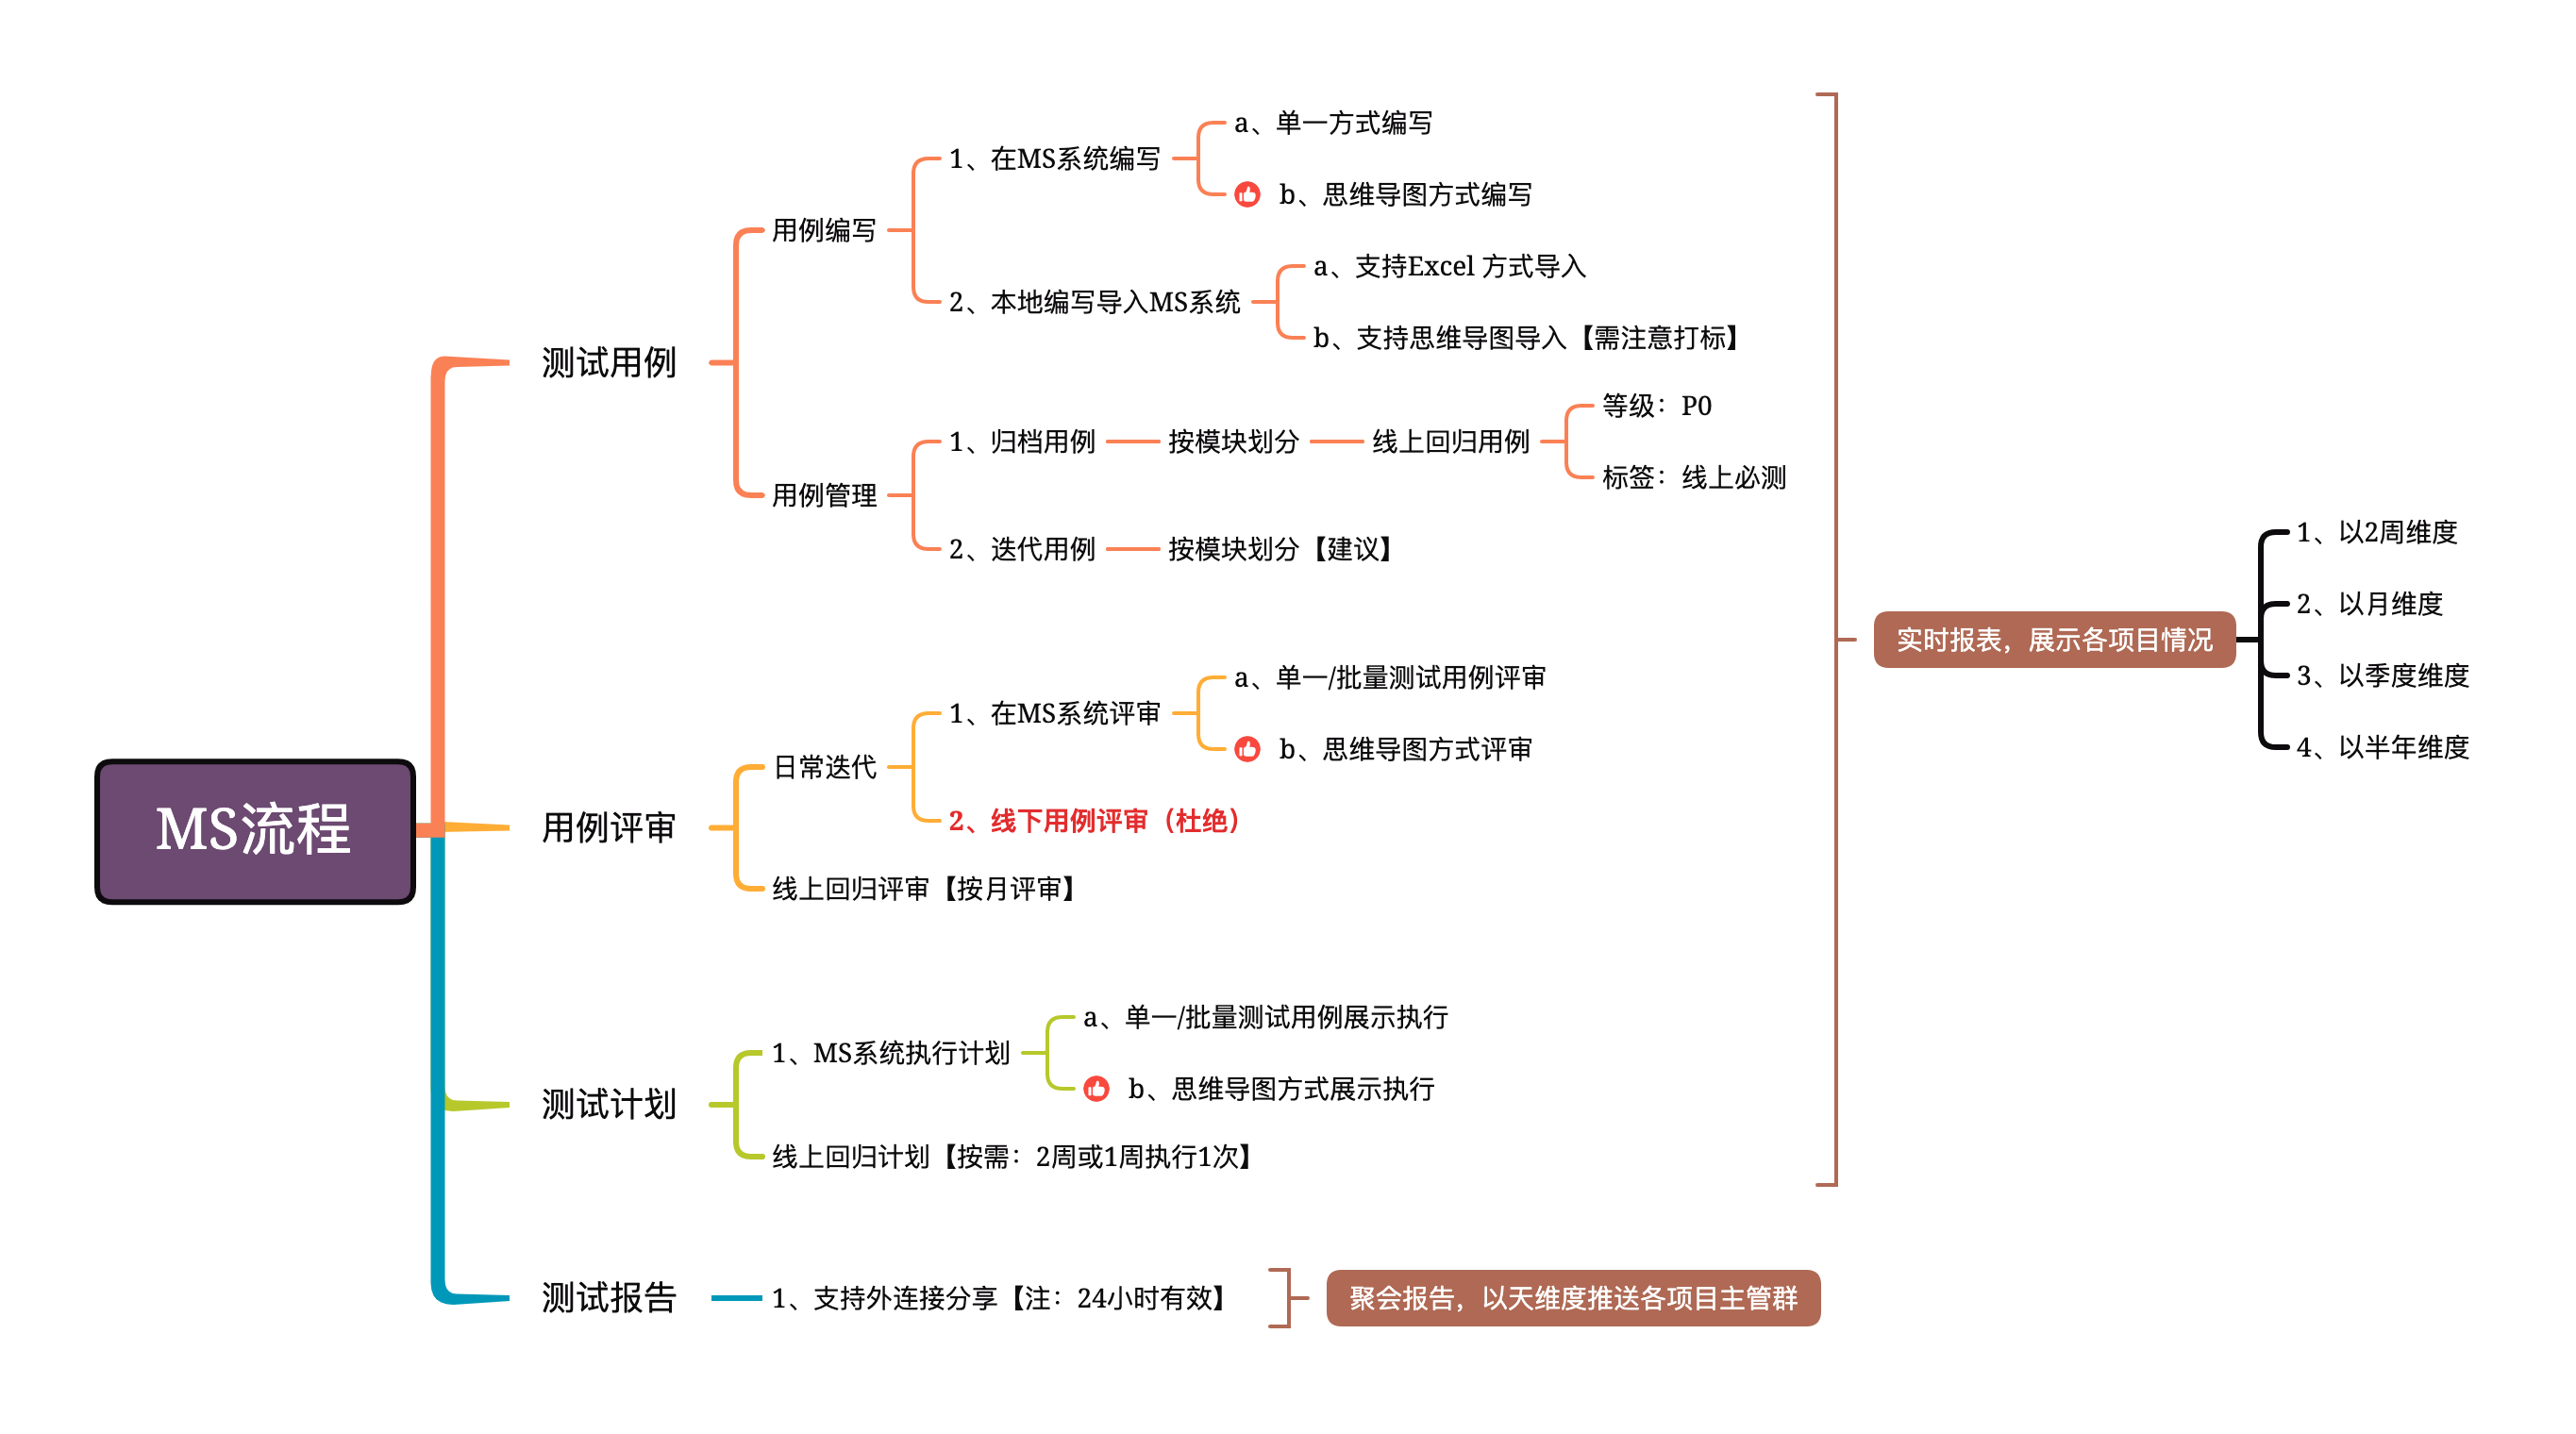 MS流程
测试用例
用例编写
1、在MS系统编写
a、单一方式编写
b、思维导图方式编写
2、本地编写导入MS系统
a、支持Excel 方式导入
b、支持思维导图导入【需注意打标】
用例管理
1、归档用例
按模块划分
线上回归用例
等级：P0
标签：线上必测
2、迭代用例
按模块划分【建议】
用例评审
日常迭代
1、在MS系统评审
a、单一/批量测试用例评审
b、思维导图方式评审
2、线下用例评审（杜绝）
线上回归评审【按月评审】
测试计划
1、MS系统执行计划
a、单一/批量测试用例展示执行
b、思维导图方式展示执行
线上回归计划【按需：2周或1周执行1次】
实时报表，展示各项目情况
1、以2周维度
2、以月维度
3、以季度维度
4、以半年维度
测试报告
1、支持外连接分享【注：24小时有效】
聚会报告，以天维度推送各项目主管群